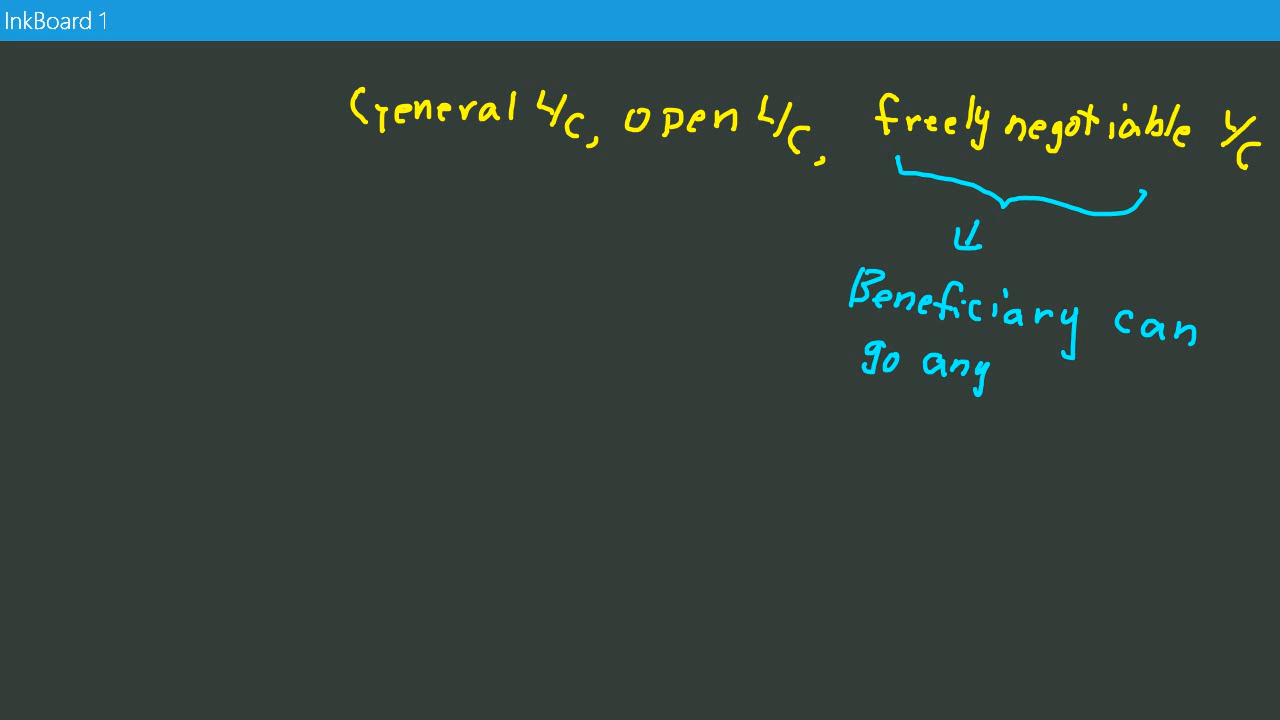 InkBoard 1
General L/C, open L/C, freely negotiable L/C
Beneficiary can
go any